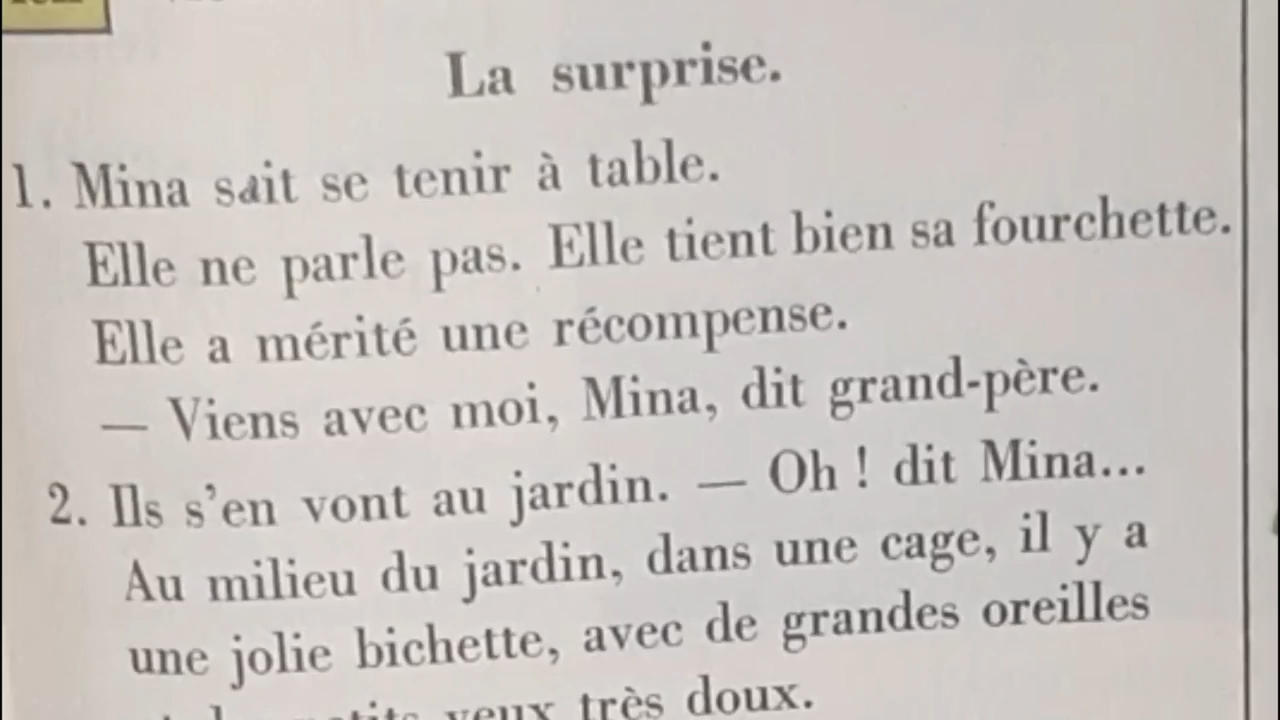 La surprise.
1. Mina sait se tenir à table.
Elle ne parle pas. Elle tient bien sa fourchette.
Elle a mérité une récompense.
— Viens avec moi, Mina, dit grand-père.
2. Ils s'en vont au jardin. — Oh ! dit Mina...
Au milieu du jardin, dans une cage, il y a
une jolie bichette, avec de grandes oreilles
petits yeux très doux.